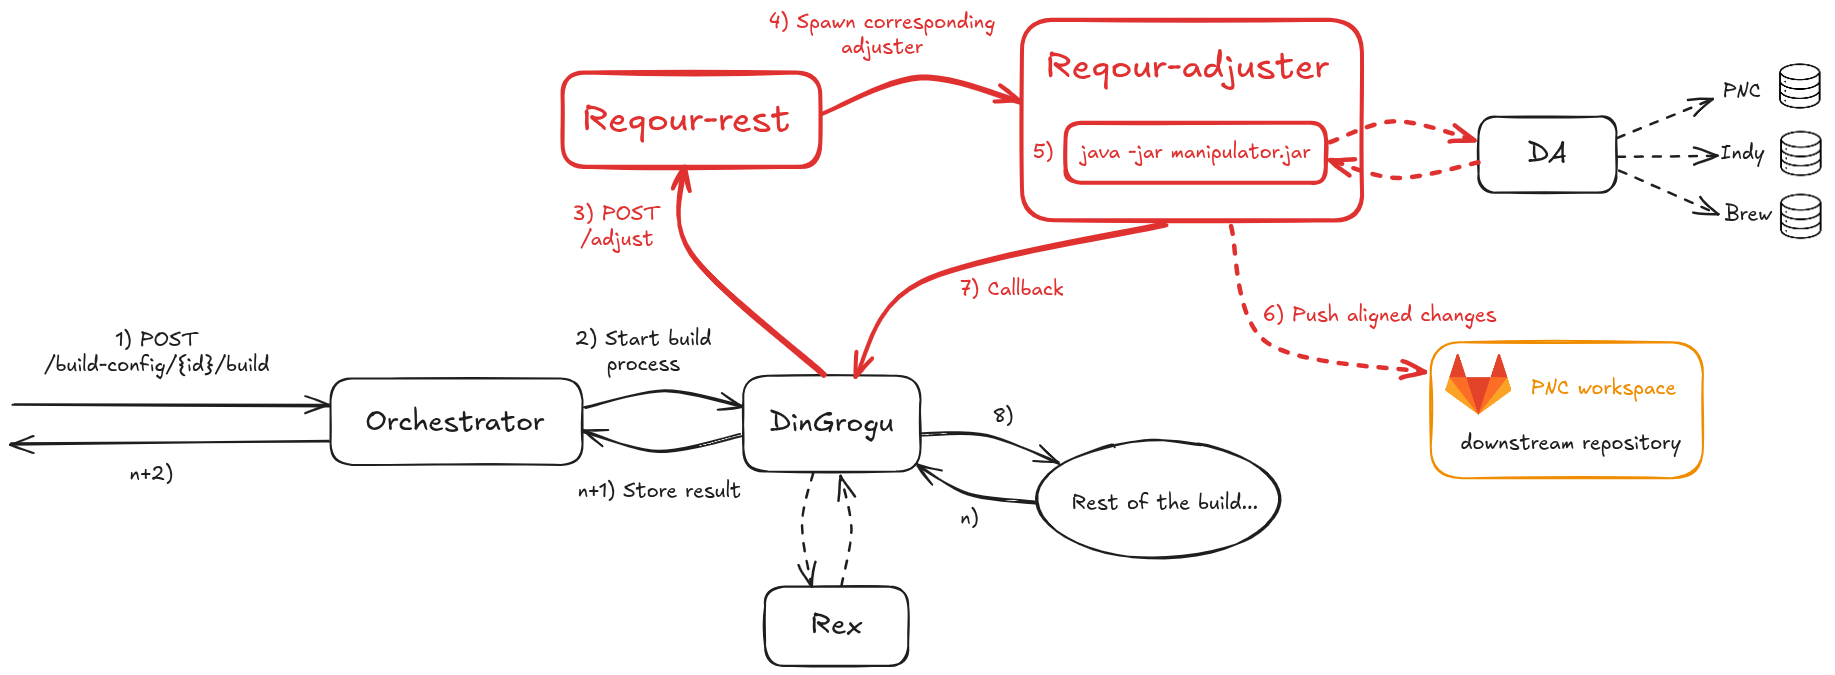 4) Spawn corresponding
adjuster
Reqour-rest
Reqour-adjuster
5)
java -jar manipulator.jar
DA
PNC
Indy
Brew
3) POST
/adjust
7) Callback
6) Push aligned changes
PNC workspace
downstream repository
1) POST
/build-config/{id}/build
Orchestrator
n+2)
2) Start build
process
n+1) Store result
DinGrogu
8)
n)
Rest of the build...
Rex